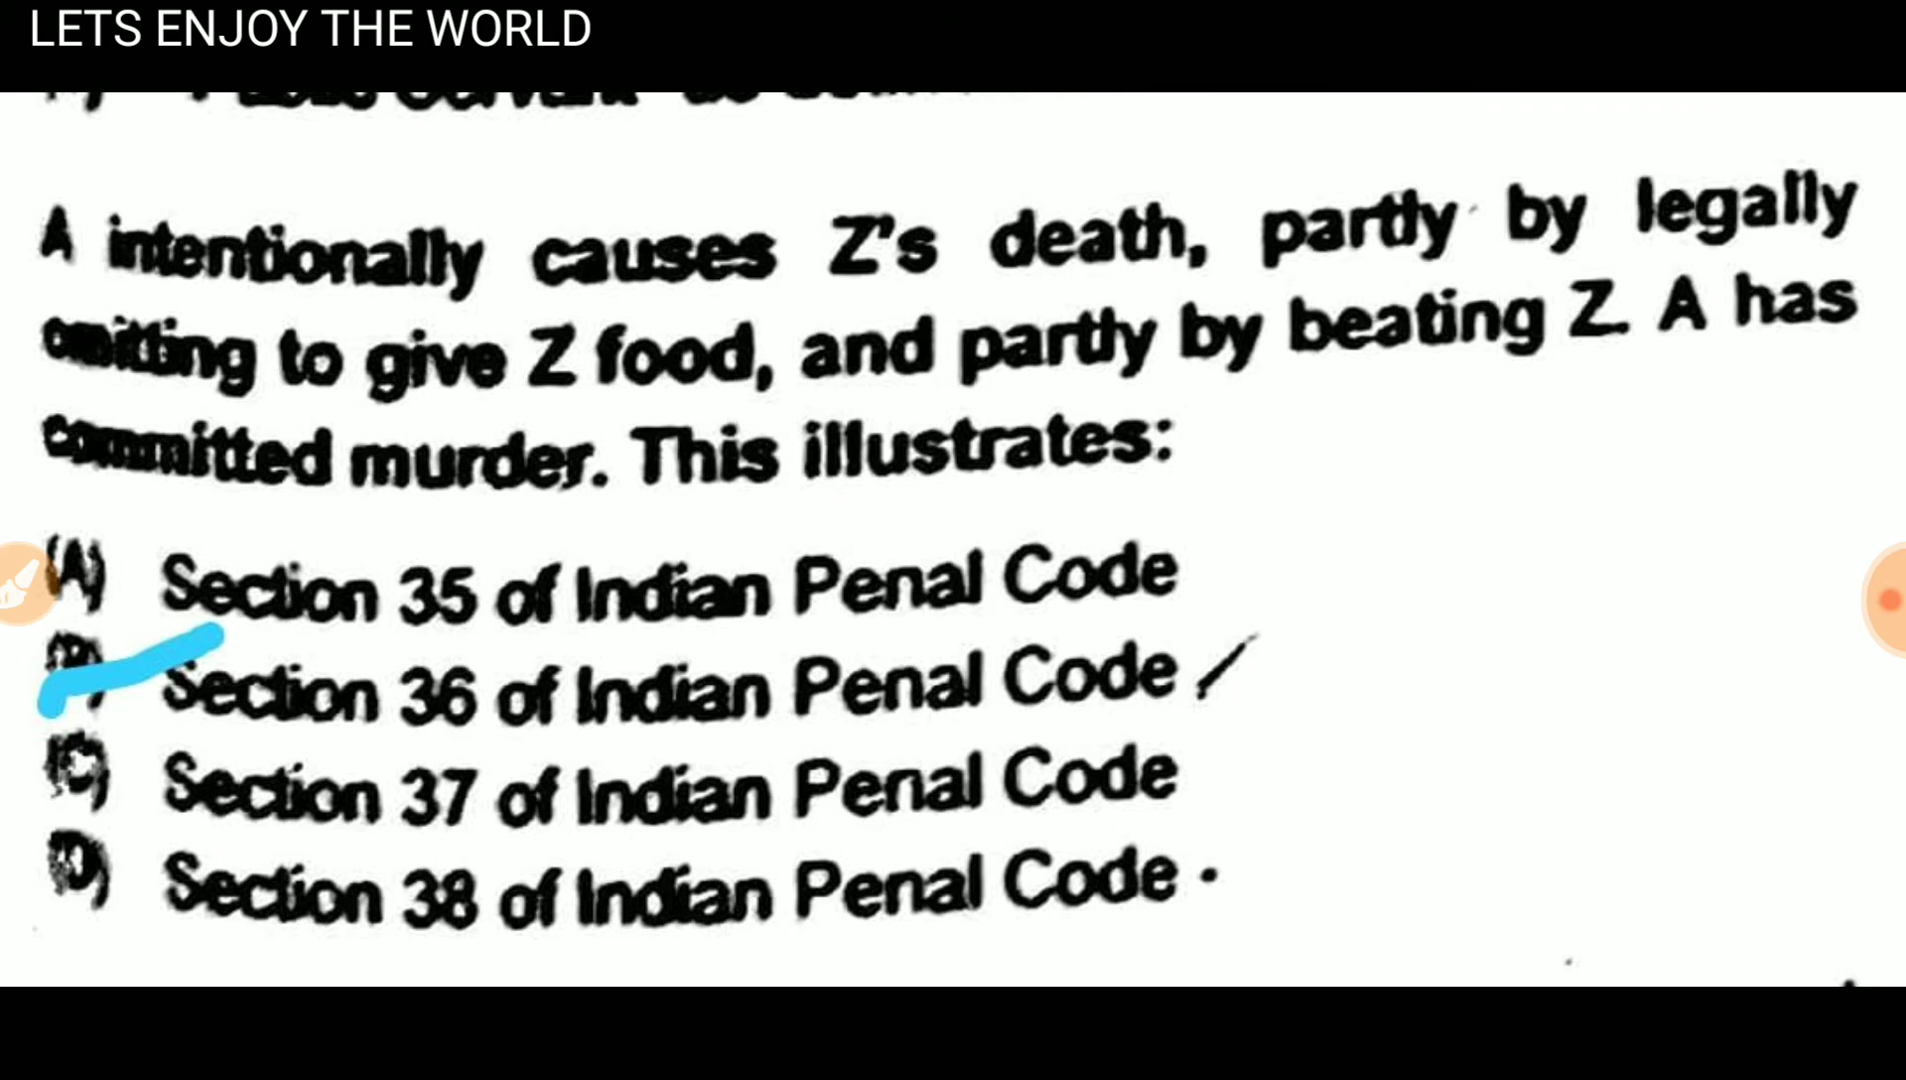 LETS ENJOY THE WORLD
A intentionally causes Z's death, partly by legally
omitting to give Z food, and partly by beating Z. A has
committed murder. This illustrates:
(A) Section 35 of Indian Penal Code
(B) Section 36 of Indian Penal Code
(C) Section 37 of Indian Penal Code
(D) Section 38 of Indian Penal Code